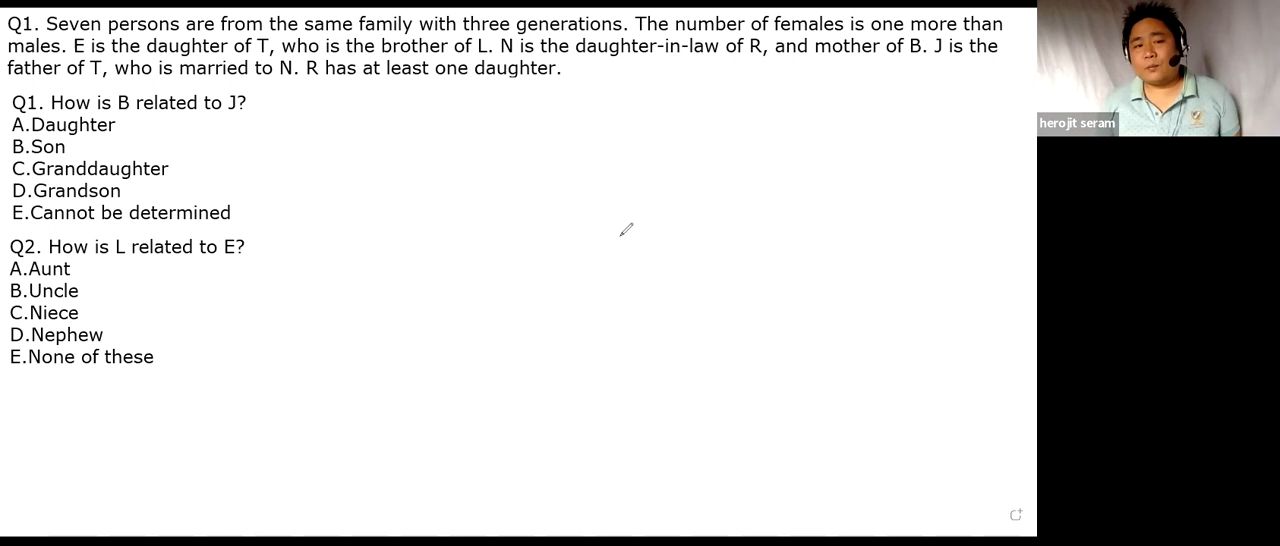 Q1. Seven persons are from the same family with three generations. The number of females is one more than
males. E is the daughter of T, who is the brother of L. N is the daughter-in-law of R, and mother of B. J is the
father of T, who is married to N. R has at least one daughter.
Q1. How is B related to J?
A.Daughter
B.Son
C.Granddaughter
D.Grandson
E.Cannot be determined
Q2. How is L related to E?
A.Aunt
B.Uncle
C.Niece
D.Nephew
E.None of these
herojit seram